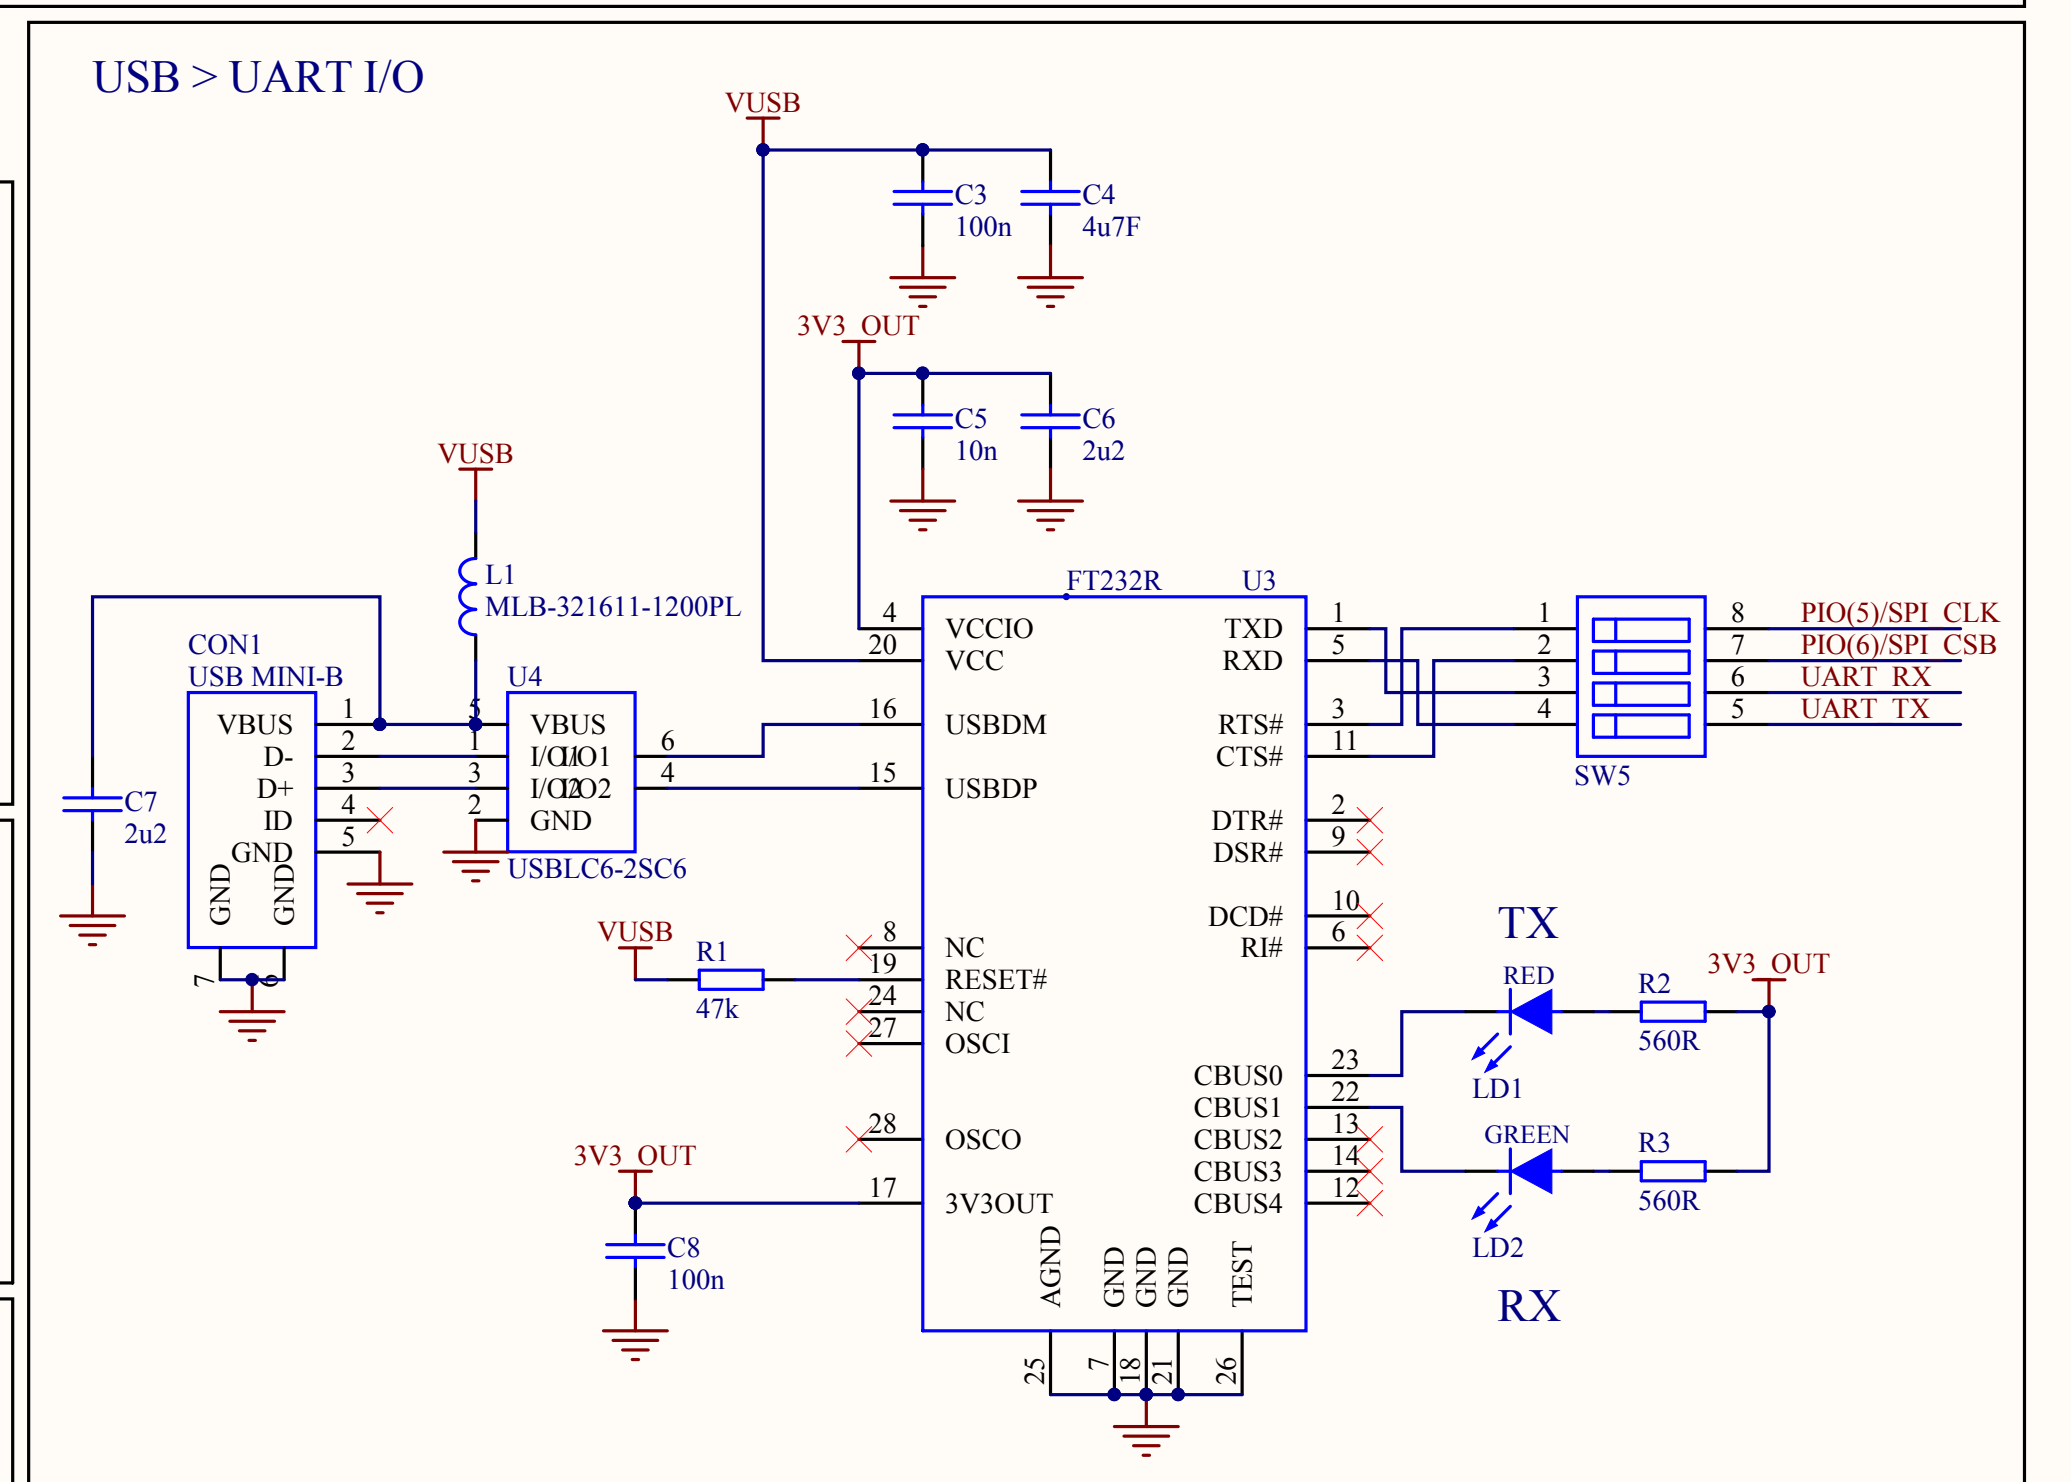 USB > UART I/O
VUSB
C3
100n
C4
4u7F
3V3_OUT
C5
10n
C6
2u2
VUSB
L1
MLB-321611-1200PL
CON1
USB MINI-B
VBUS 1
D- 2
D+ 3
ID 4
GND 5
GND
GND
7
6
C7
2u2
U4
5 VBUS
1 I/O1 I/O1 6
3 I/O2 I/O2 4
2 GND
USBLC6-2SC6
FT232R
U3
4 VCCIO
20 VCC
16 USBDM
15 USBDP
8 NC
19 RESET#
24 NC
27 OSCI
28 OSCO
17 3V3OUT
TXD 1
RXD 5
RTS# 3
CTS# 11
DTR# 2
DSR# 9
DCD# 10
RI# 6
CBUS0 23
CBUS1 22
CBUS2 13
CBUS3 14
CBUS4 12
AGND
GND
GND
GND
TEST
25
7
18
21
26
VUSB
R1
47k
3V3_OUT
C8
100n
1
2
3
4
8
7
6
5
SW5
PIO(5)/SPI_CLK
PIO(6)/SPI_CSB
UART_RX
UART_TX
TX
RED
LD1
R2
560R
3V3_OUT
GREEN
LD2
R3
560R
RX